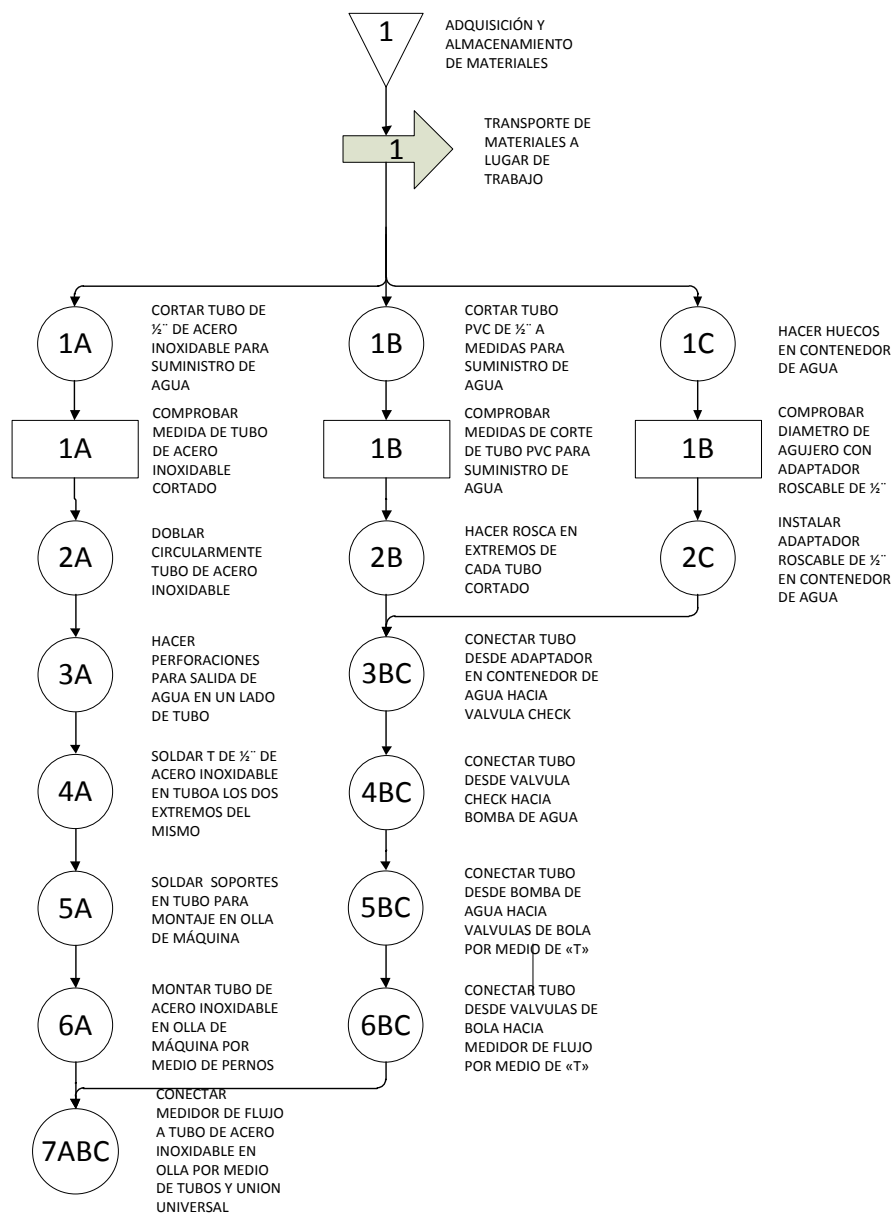 1
ADQUISICIÓN Y
ALMACENAMIENTO
DE MATERIALES
1
TRANSPORTE DE
MATERIALES A
LUGAR DE
TRABAJO
1A
CORTAR TUBO DE
½¨ DE ACERO
INOXIDABLE PARA
SUMINISTRO DE
AGUA
1B
CORTAR TUBO
PVC DE ½¨ A
MEDIDAS PARA
SUMINISTRO DE
AGUA
1C
HACER HUECOS
EN CONTENEDOR
DE AGUA
1A
COMPROBAR
MEDIDA DE TUBO
DE ACERO
INOXIDABLE
CORTADO
1B
COMPROBAR
MEDIDAS DE CORTE
DE TUBO PVC PARA
SUMINISTRO DE
AGUA
1B
COMPROBAR
DIAMETRO DE
AGUJERO CON
ADAPTADOR
ROSCABLE DE ½¨
2A
DOBLAR
CIRCULARMENTE
TUBO DE ACERO
INOXIDABLE
2B
HACER ROSCA EN
EXTREMOS DE
CADA TUBO
CORTADO
2C
INSTALAR
ADAPTADOR
ROSCABLE DE ½¨
EN CONTENEDOR
DE AGUA
3A
HACER
PERFORACIONES
PARA SALIDA DE
AGUA EN UN LADO
DE TUBO
3BC
CONECTAR TUBO
DESDE ADAPTADOR
EN CONTENEDOR DE
AGUA HACIA
VALVULA CHECK
4A
SOLDAR T DE ½¨ DE
ACERO INOXIDABLE
EN TUBOA LOS DOS
EXTREMOS DEL
MISMO
4BC
CONECTAR TUBO
DESDE VALVULA
CHECK HACIA
BOMBA DE AGUA
5A
SOLDAR SOPORTES
EN TUBO PARA
MONTAJE EN OLLA
DE MÁQUINA
5BC
CONECTAR TUBO
DESDE BOMBA DE
AGUA HACIA
VALVULAS DE BOLA
POR MEDIO DE «T»
6A
MONTAR TUBO DE
ACERO INOXIDABLE
EN OLLA DE
MÁQUINA POR
MEDIO DE PERNOS
6BC
CONECTAR TUBO
DESDE VALVULAS DE
BOLA HACIA
MEDIDOR DE FLUJO
POR MEDIO DE «T»
7ABC
CONECTAR
MEDIDOR DE FLUJO
A TUBO DE ACERO
INOXIDABLE EN
OLLA POR MEDIO
DE TUBOS Y UNION
UNIVERSAL